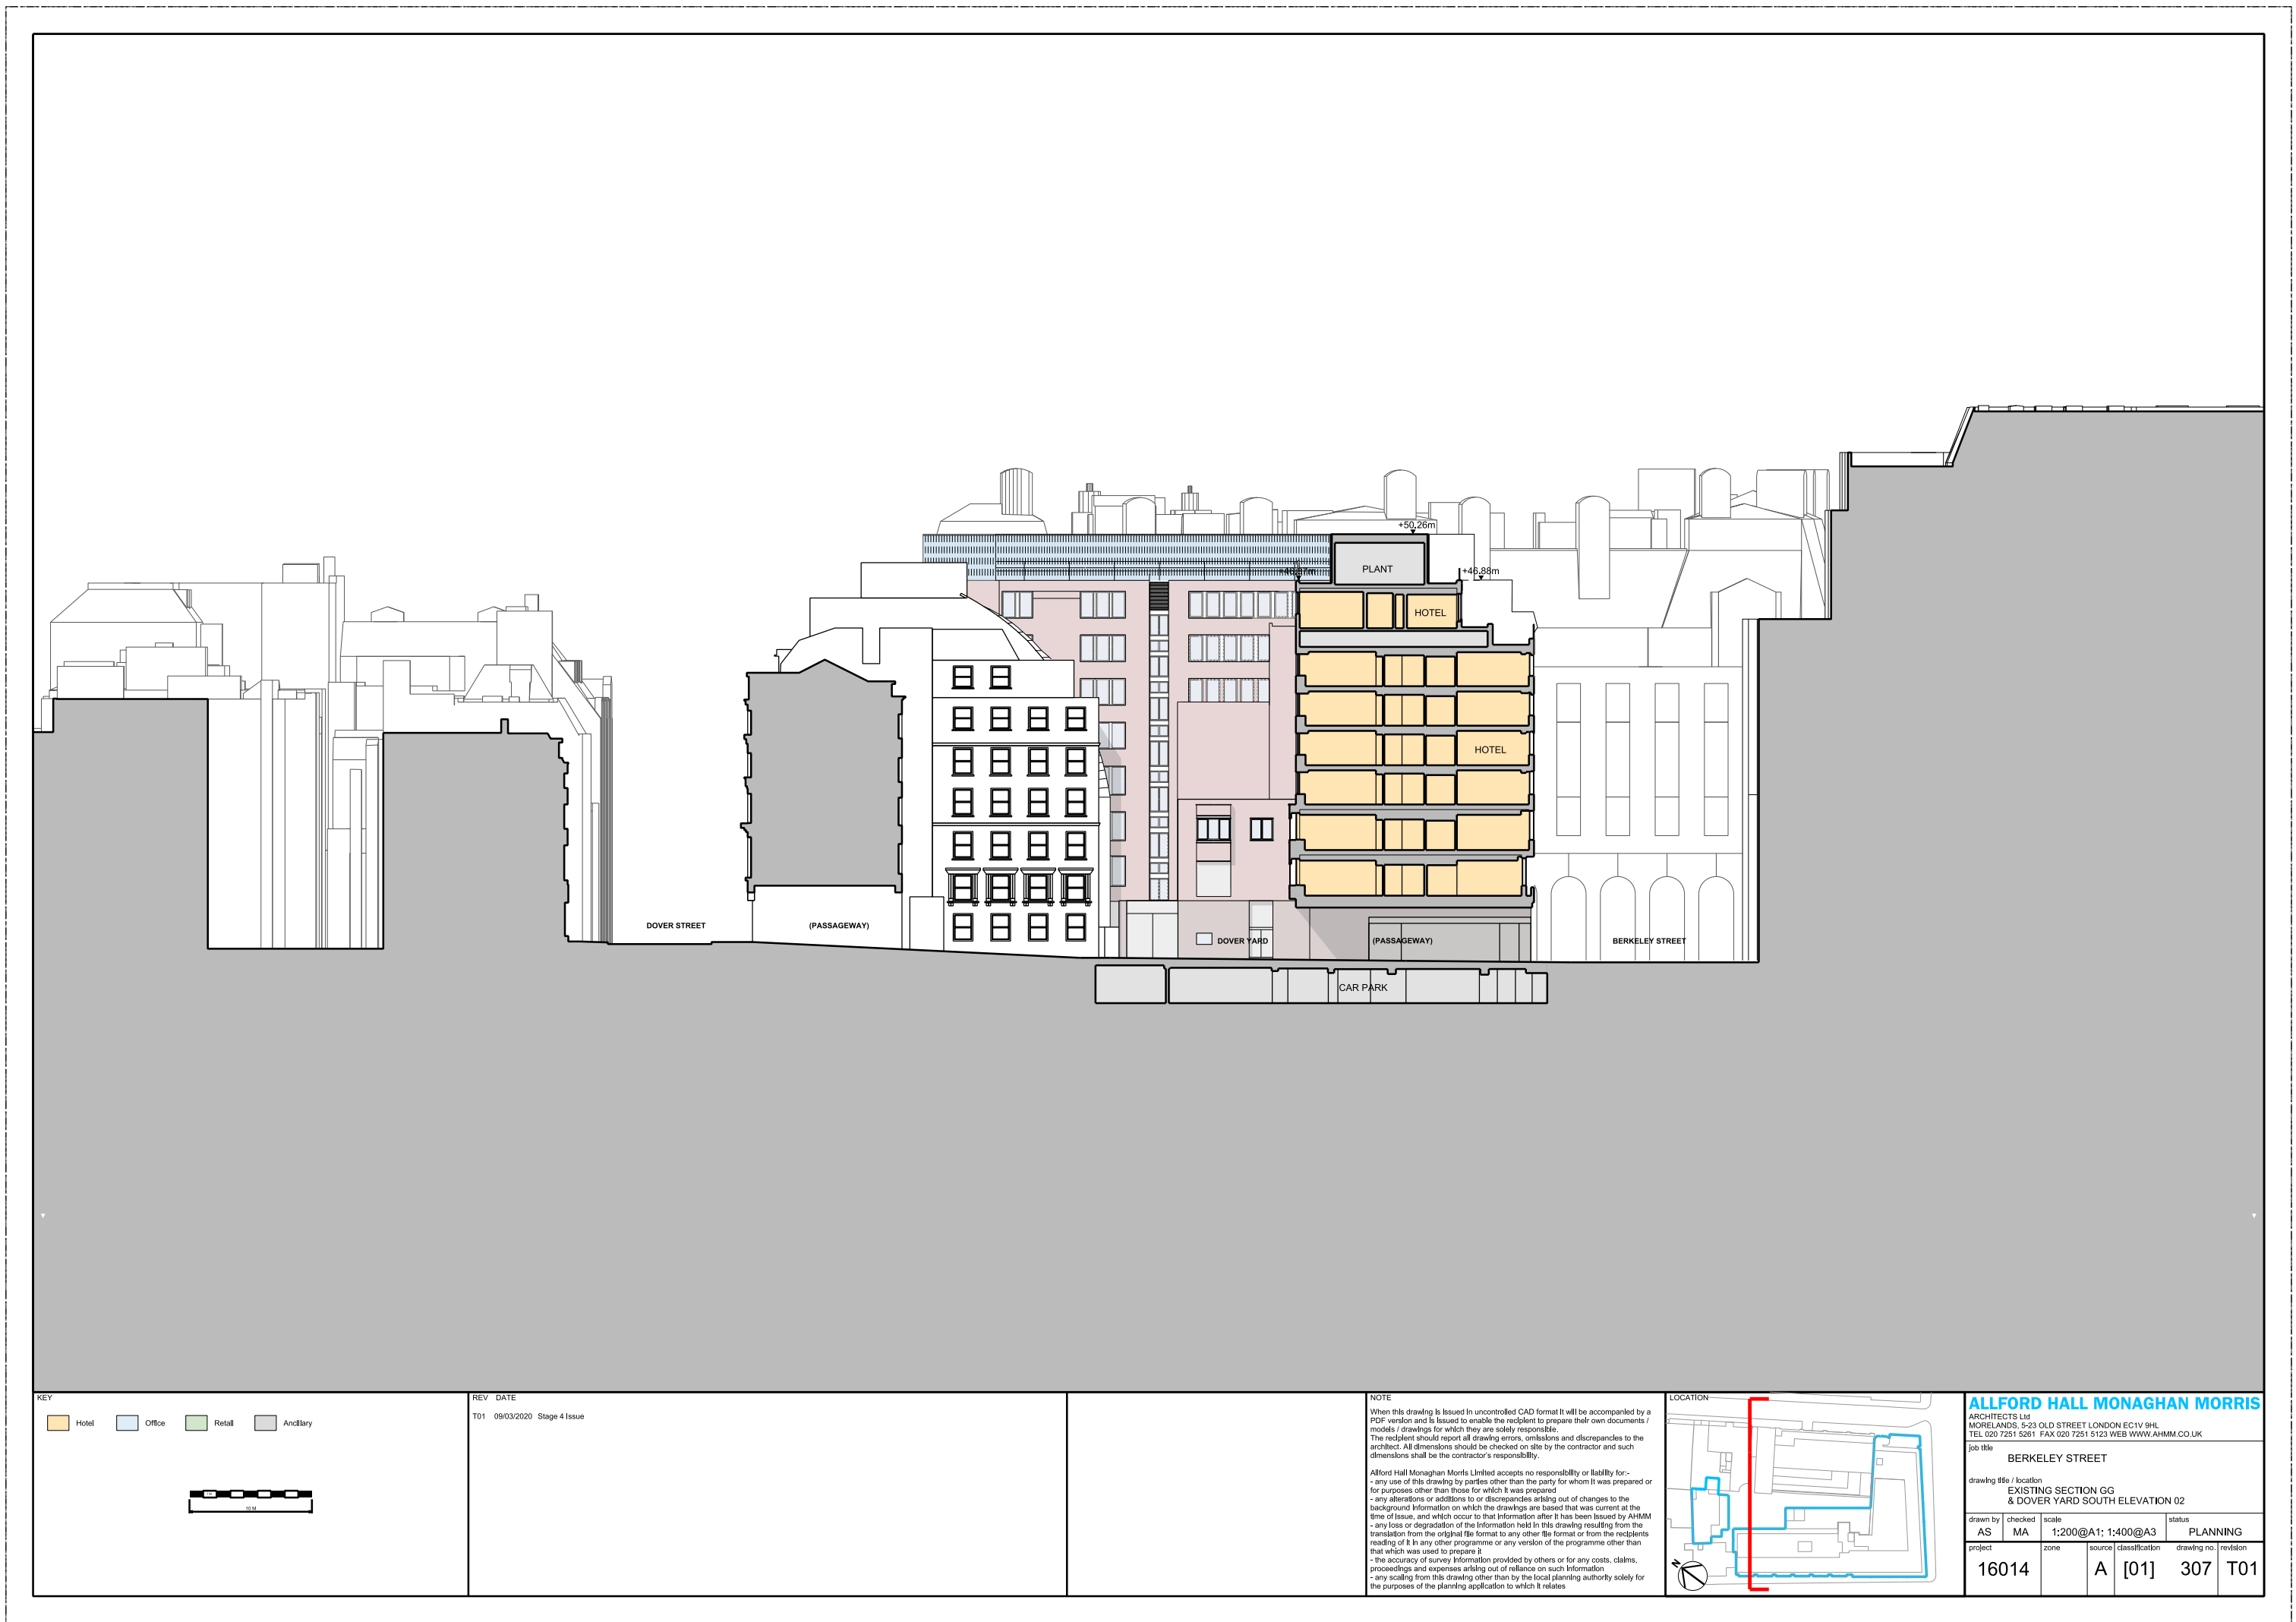 +50.26m
PLANT
+46.87m
+46.88m
HOTEL
HOTEL
DOVER STREET
(PASSAGEWAY)
DOVER YARD
(PASSAGEWAY)
BERKELEY STREET
CAR PARK
KEY
Hotel
Office
Retail
Ancillary
10 M
REV DATE
T01 09/03/2020 Stage 4 Issue
NOTE
When this drawing is issued in uncontrolled CAD format it will be accompanied by a
PDF version and is issued to enable the recipient to prepare their own documents /
models / drawings for which they are solely responsible.
The recipient should report all drawing errors, omissions and discrepancies to the
architect. All dimensions should be checked on site by the contractor and such
dimensions shall be the contractor's responsibility.
Allford Hall Monaghan Morris Limited accepts no responsibility or liability for:-
- any use of this drawing by parties other than the party for whom it was prepared or
for purposes other than those for which it was prepared
- any alterations or additions to or discrepancies arising out of changes to the
background information on which the drawings are based that was current at the
time of issue, and which occur to that information after it has been issued by AHMM
- any loss or degradation of the information held in this drawing resulting from the
translation from the original file format to any other file format or from the recipients
reading of it in any other programme or any version of the programme other than
that which was used to prepare it
- the accuracy of survey information provided by others or for any costs, claims,
proceedings and expenses arising out of reliance on such information
- any scaling from this drawing other than by the local planning authority solely for
the purposes of the planning application to which it relates
LOCATION
N
ALLFORD HALL MONAGHAN MORRIS
ARCHITECTS Ltd
MORELANDS, 5-23 OLD STREET LONDON EC1V 9HL
TEL 020 7251 5261 FAX 020 7251 5123 WEB WWW.AHMM.CO.UK
job title
BERKELEY STREET
drawing title / location
EXISTING SECTION GG
& DOVER YARD SOUTH ELEVATION 02
drawn by checked scale status
AS MA 1:200@A1; 1:400@A3 PLANNING
project zone source classification drawing no. revision
16014 A [01] 307 T01